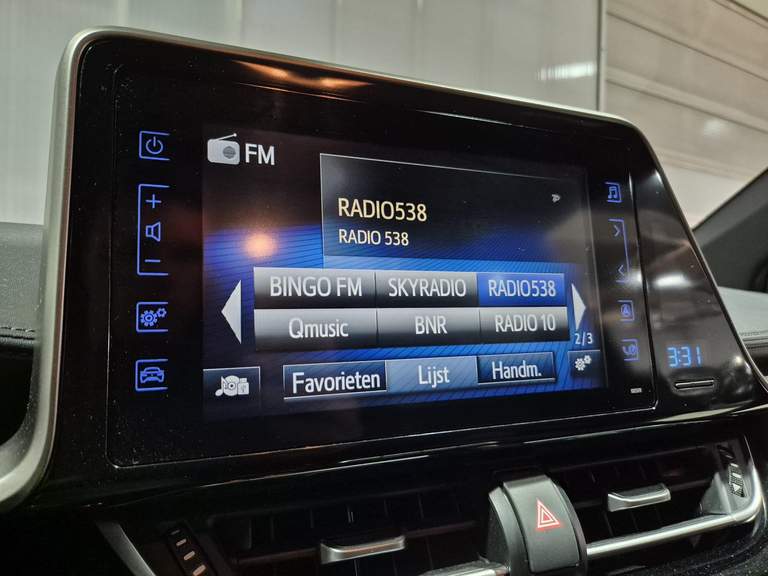 FM
RADIO538
RADIO 538
BINGO FM SKYRADIO RADIO538
Qmusic BNR RADIO 10
2/3
Favorieten Lijst Handm.
3:31